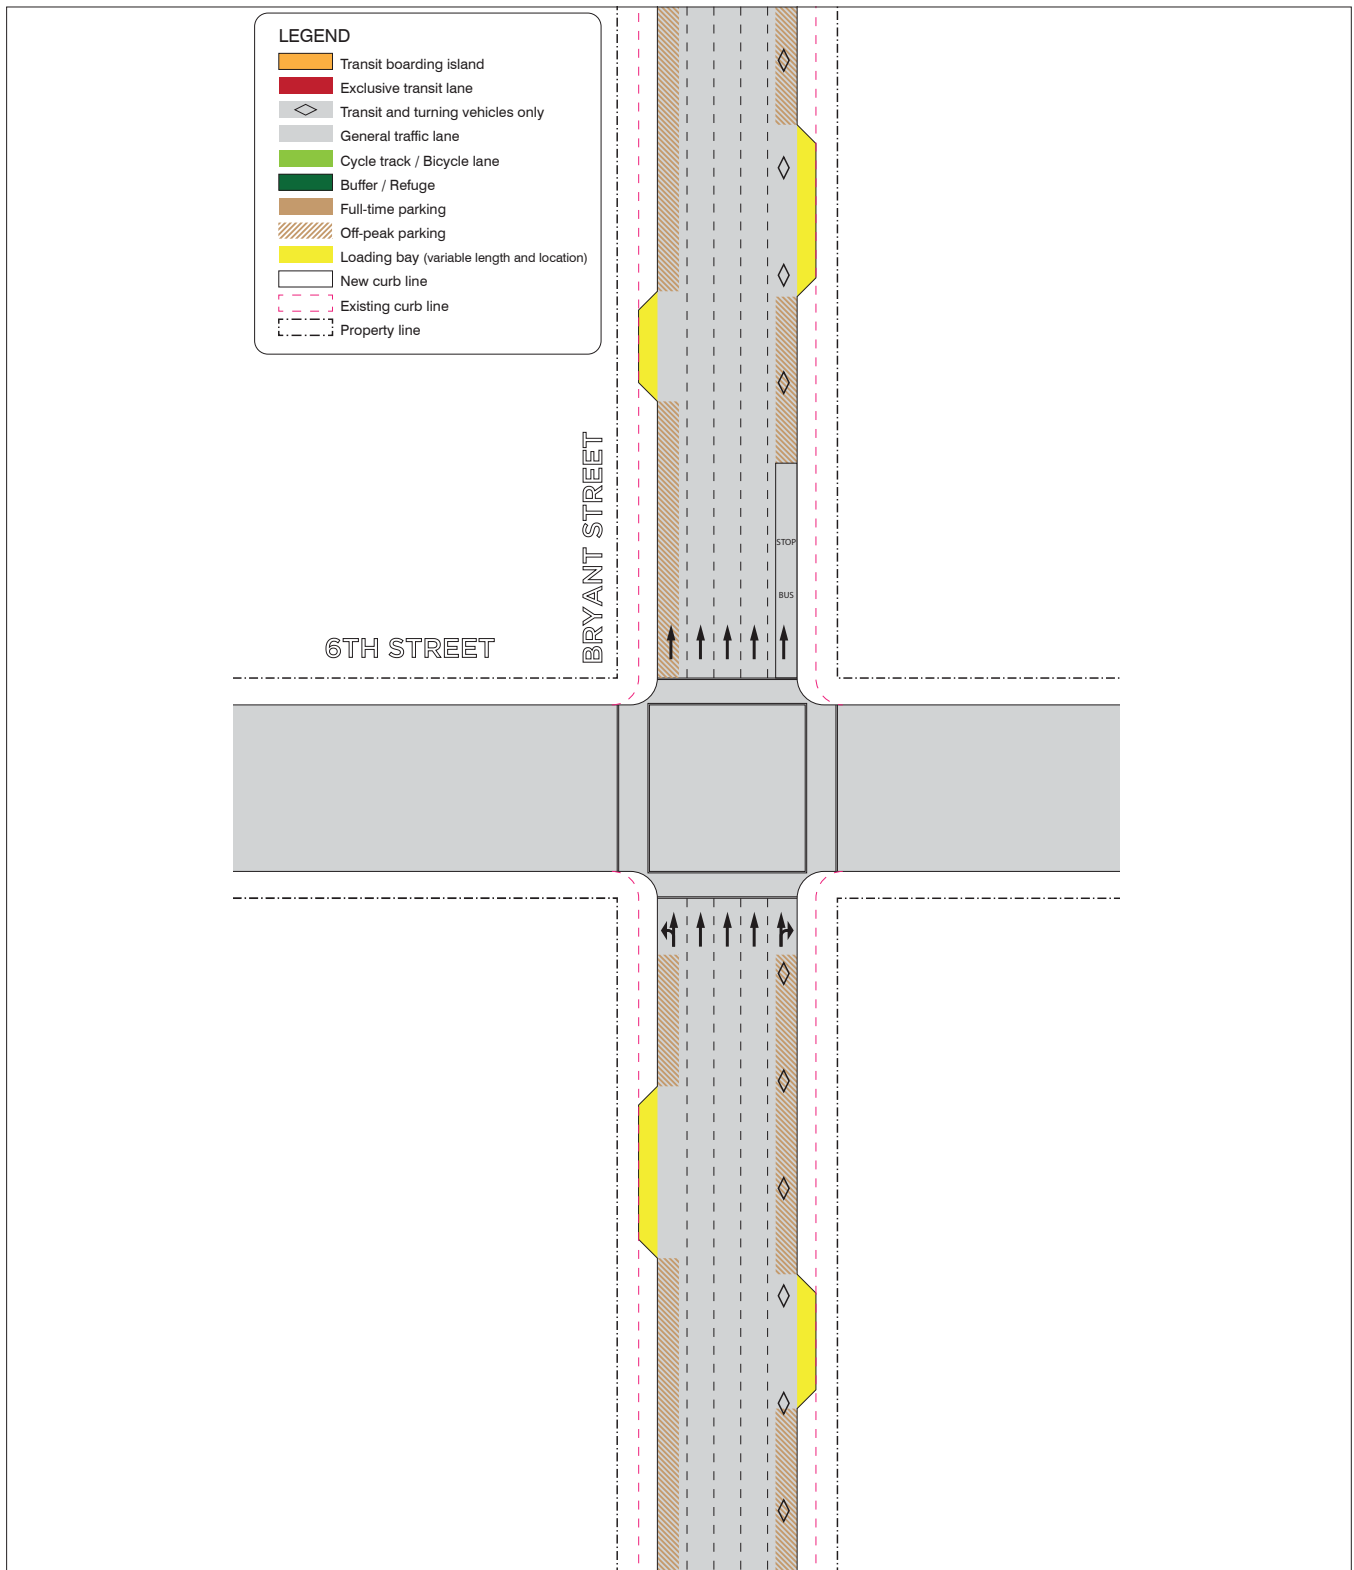 LEGEND
Transit boarding island
Exclusive transit lane
Transit and turning vehicles only
General traffic lane
Cycle track / Bicycle lane
Buffer / Refuge
Full-time parking
Off-peak parking
Loading bay (variable length and location)
New curb line
Existing curb line
Property line
BRYANT STREET
6TH STREET
STOP
BUS